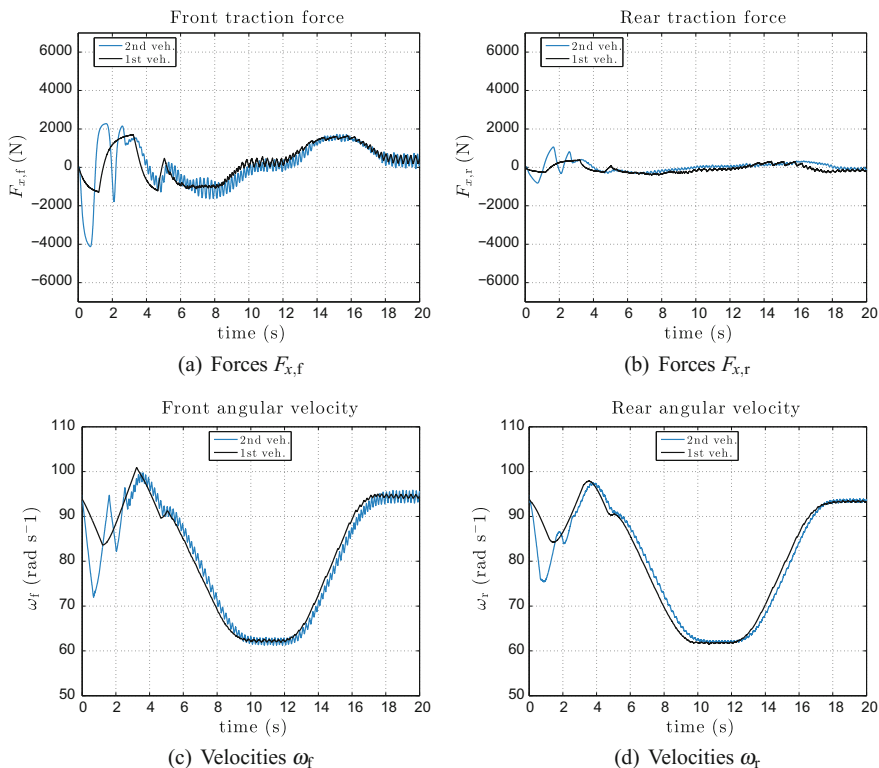 Front traction force
2nd veh.
1st veh.
6000
4000
2000
0
−2000
−4000
−6000
F_{x,f} (N)
0 2 4 6 8 10 12 14 16 18 20
time (s)
(a) Forces F_{x,f}
Rear traction force
2nd veh.
1st veh.
6000
4000
2000
0
−2000
−4000
−6000
F_{x,r} (N)
0 2 4 6 8 10 12 14 16 18 20
time (s)
(b) Forces F_{x,r}
Front angular velocity
2nd veh.
1st veh.
110
100
90
80
70
60
50
ω_f (rad s⁻¹)
0 2 4 6 8 10 12 14 16 18 20
time (s)
(c) Velocities ω_f
Rear angular velocity
2nd veh.
1st veh.
110
100
90
80
70
60
50
ω_r (rad s⁻¹)
0 2 4 6 8 10 12 14 16 18 20
time (s)
(d) Velocities ω_r